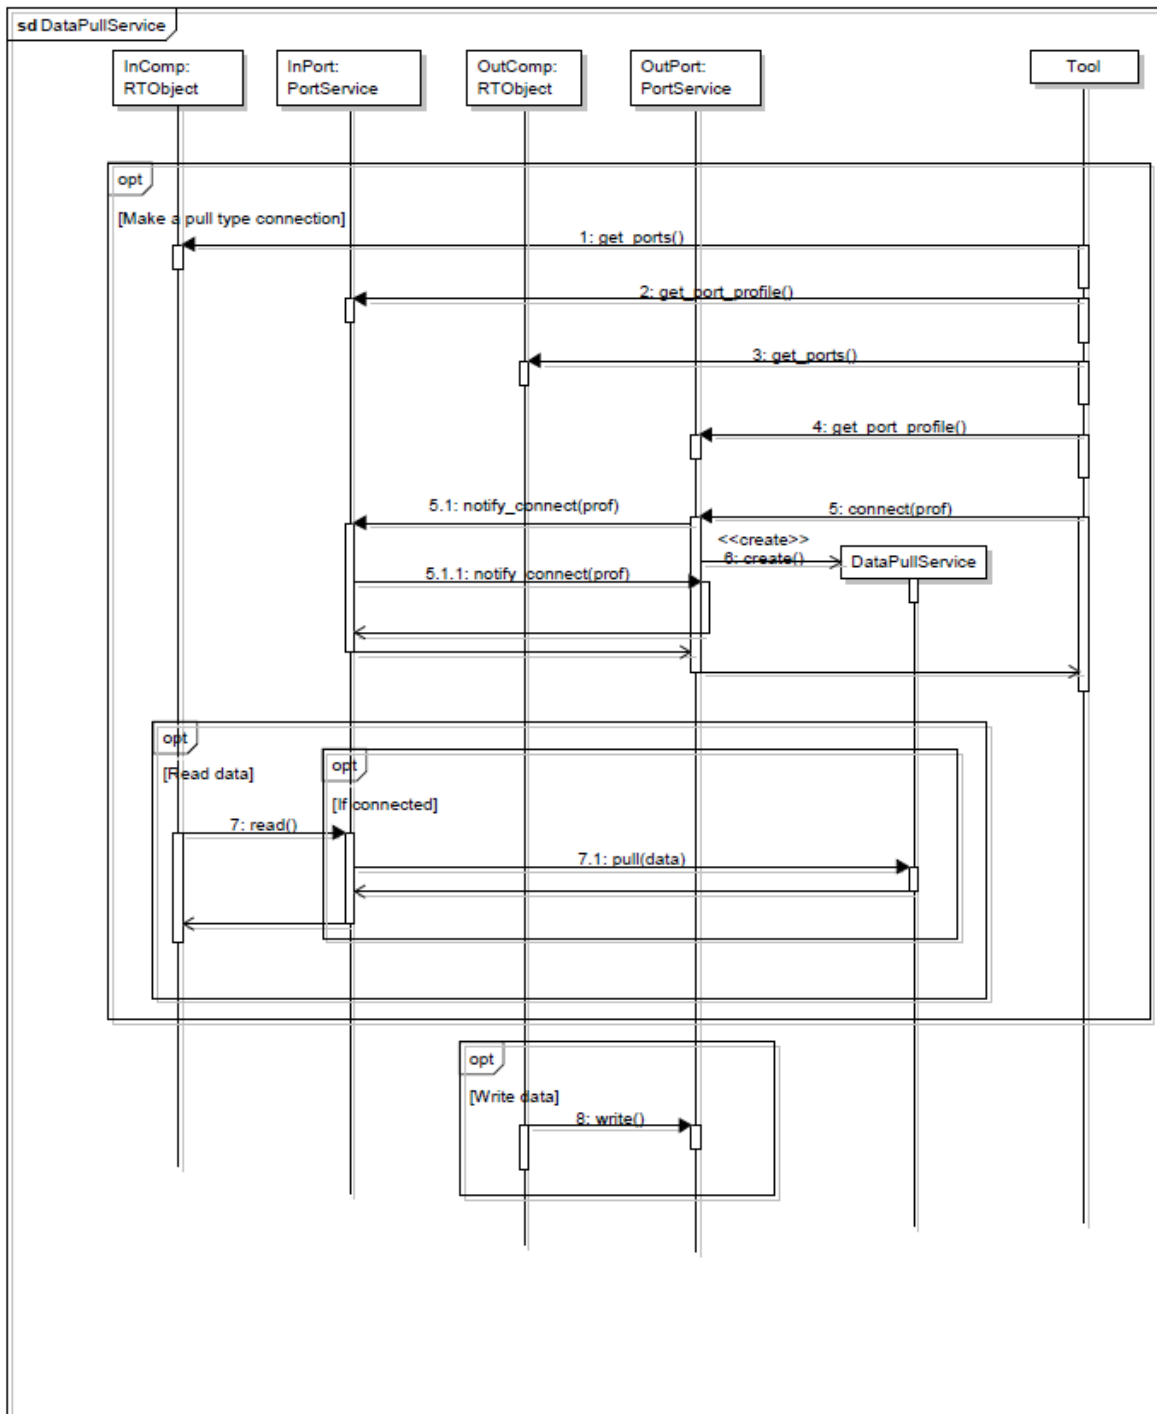 sd DataPullService
InComp:
RTObject
InPort:
PortService
OutComp:
RTObject
OutPort:
PortService
Tool
opt
[Make a pull type connection]
1: get_ports()
2: get_port_profile()
3: get_ports()
4: get_port_profile()
5.1: notify_connect(prof)
5: connect(prof)
<<create>>
6: create()
DataPullService
5.1.1: notify_connect(prof)
opt
[Read data]
opt
[If connected]
7: read()
7.1: pull(data)
opt
[Write data]
8: write()